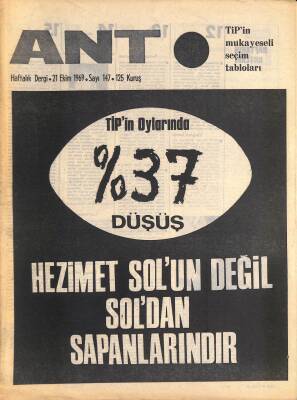 ANT
TİP'in
mukayeseli
seçim
tabloları
Haftalık Dergi • 21 Ekim 1969 • Sayı 147 • 125 Kuruş
TİP'in Oylarında
%37
DÜŞÜŞ
HEZİMET SOL'UN DEĞİL
SOL'DAN
SAPANLARINDIR